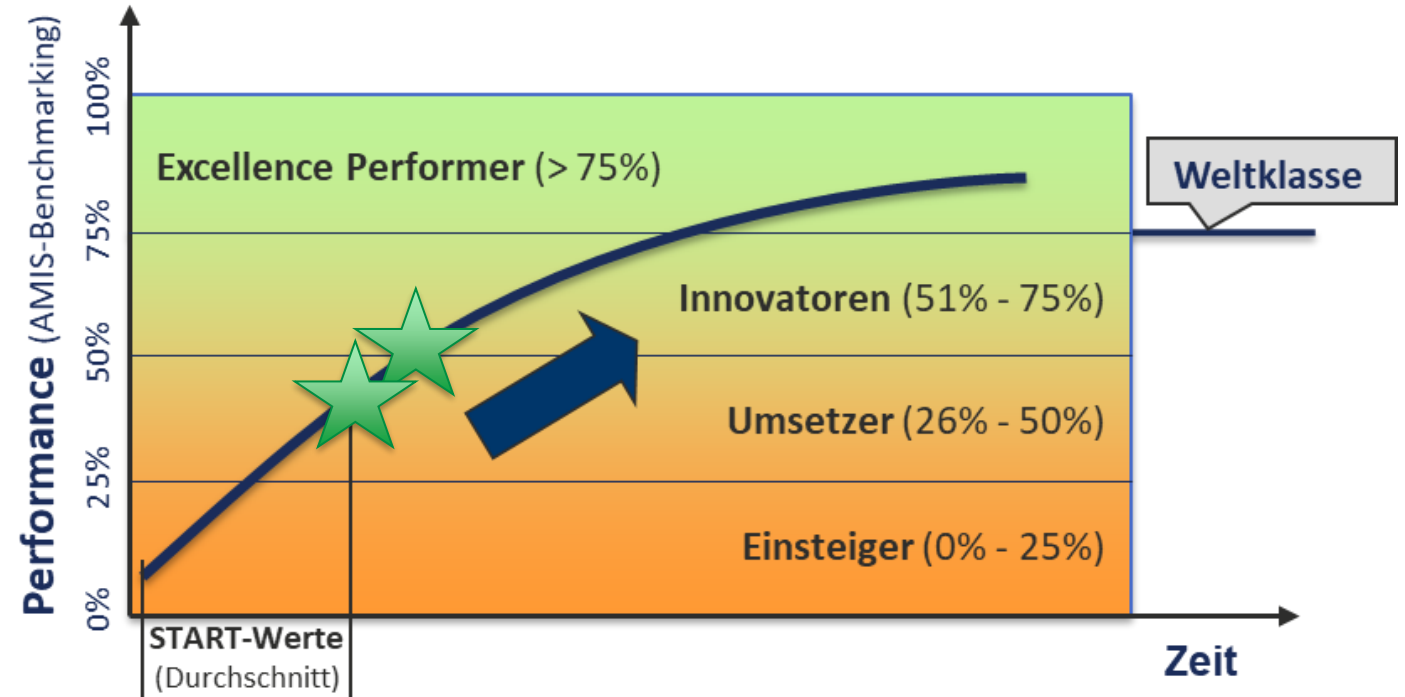 Performance (AMIS-Benchmarking)
100%
75%
50%
25%
0%
Excellence Performer (> 75%)
Weltklasse
Innovatoren (51% - 75%)
Umsetzer (26% - 50%)
Einsteiger (0% - 25%)
START-Werte
(Durchschnitt)
Zeit